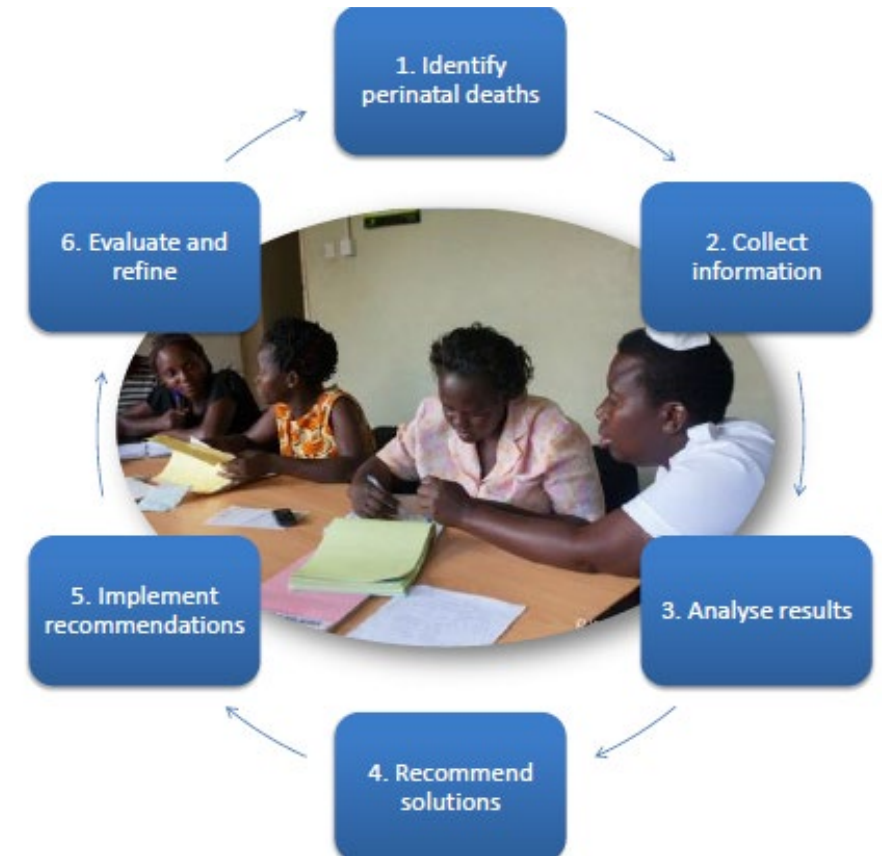 1. Identify
perinatal deaths
2. Collect
information
3. Analyse results
4. Recommend
solutions
5. Implement
recommendations
6. Evaluate and
refine